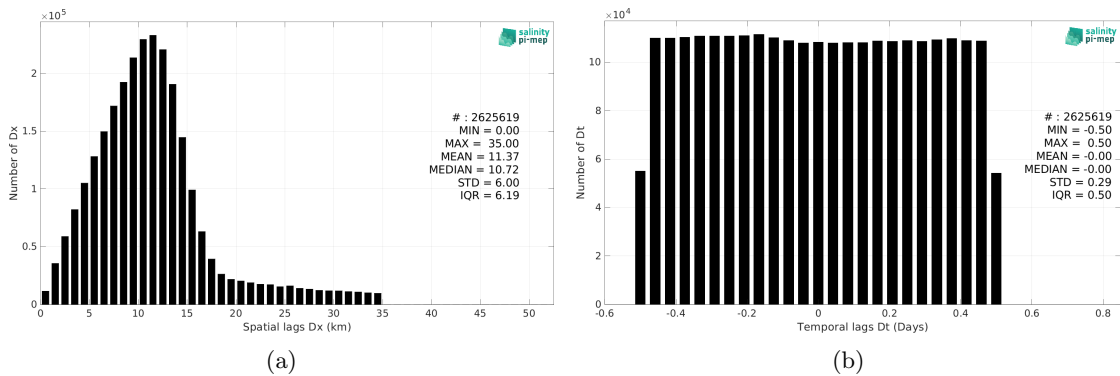 ×10⁵
2
1.5
1
0.5
0
0 5 10 15 20 25 30 35 40 45 50
Number of Dx
Spatial lags Dx (km)
salinity
pi-mep
# : 2625619
MIN = 0.00
MAX = 35.00
MEAN = 11.37
MEDIAN = 10.72
STD = 6.00
IQR = 6.19
(a)
×10⁴
10
8
6
4
2
0
-0.6 -0.4 -0.2 0 0.2 0.4 0.6 0.8
Number of Dt
Temporal lags Dt (Days)
salinity
pi-mep
# : 2625619
MIN = -0.50
MAX = 0.50
MEAN = -0.00
MEDIAN = -0.00
STD = 0.29
IQR = 0.50
(b)